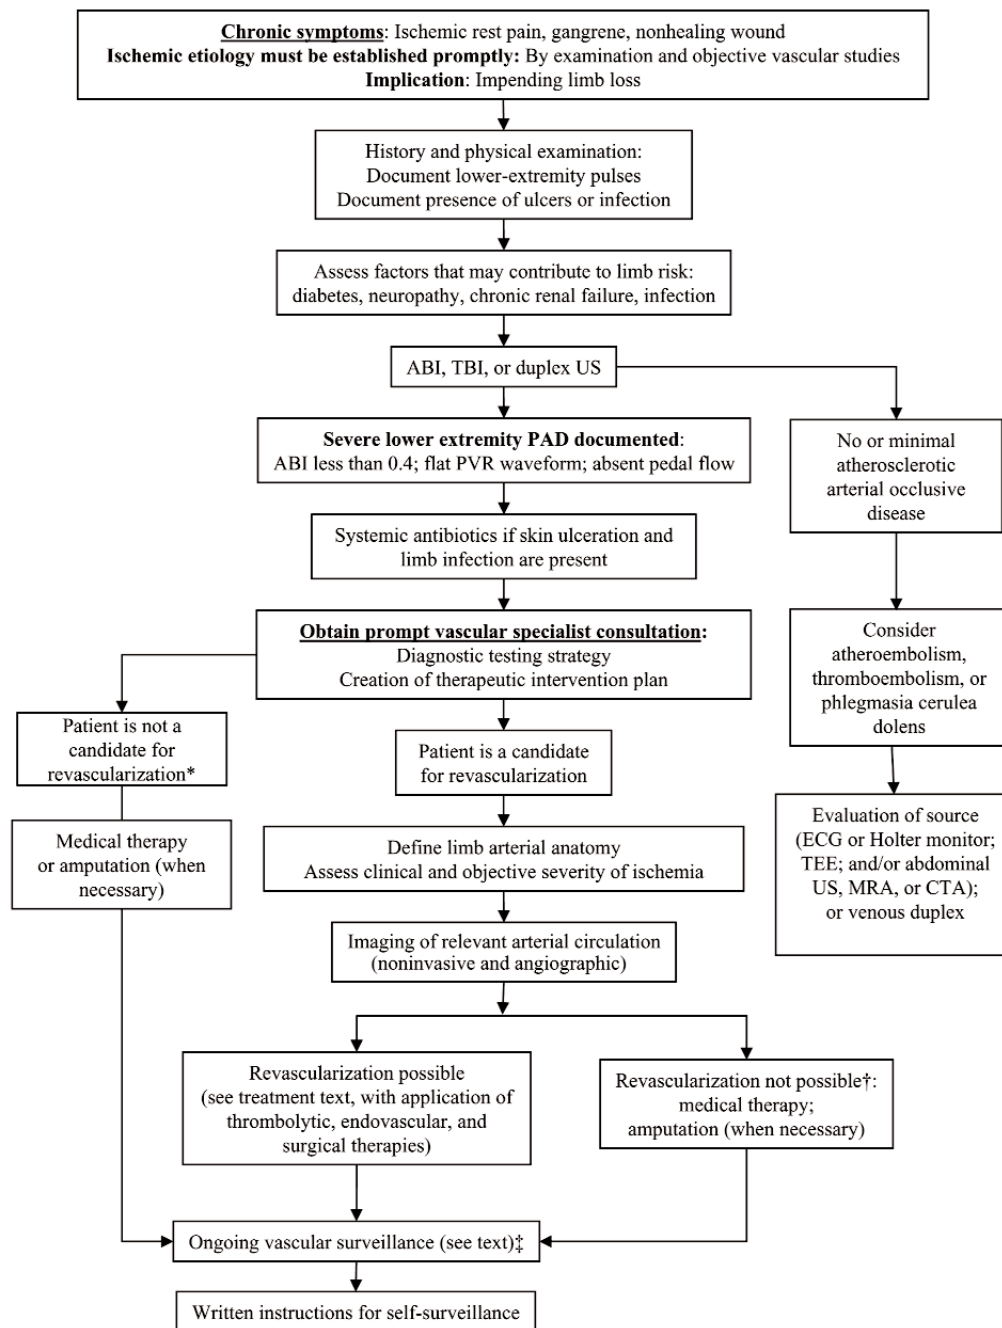 Chronic symptoms: Ischemic rest pain, gangrene, nonhealing wound
Ischemic etiology must be established promptly: By examination and objective vascular studies
Implication: Impending limb loss
History and physical examination:
Document lower-extremity pulses
Document presence of ulcers or infection
Assess factors that may contribute to limb risk:
diabetes, neuropathy, chronic renal failure, infection
ABI, TBI, or duplex US
Severe lower extremity PAD documented:
ABI less than 0.4; flat PVR waveform; absent pedal flow
No or minimal
atherosclerotic
arterial occlusive
disease
Systemic antibiotics if skin ulceration and
limb infection are present
Obtain prompt vascular specialist consultation:
Diagnostic testing strategy
Creation of therapeutic intervention plan
Consider
atheroembolism,
thromboembolism, or
phlegmasia cerulea
dolens
Patient is not a
candidate for
revascularization*
Patient is a candidate
for revascularization
Evaluation of source
(ECG or Holter monitor;
TEE; and/or abdominal
US, MRA, or CTA);
or venous duplex
Medical therapy
or amputation (when
necessary)
Define limb arterial anatomy
Assess clinical and objective severity of ischemia
Imaging of relevant arterial circulation
(noninvasive and angiographic)
Revascularization possible
(see treatment text, with application of
thrombolytic, endovascular, and
surgical therapies)
Revascularization not possible†:
medical therapy;
amputation (when necessary)
Ongoing vascular surveillance (see text)‡
Written instructions for self-surveillance